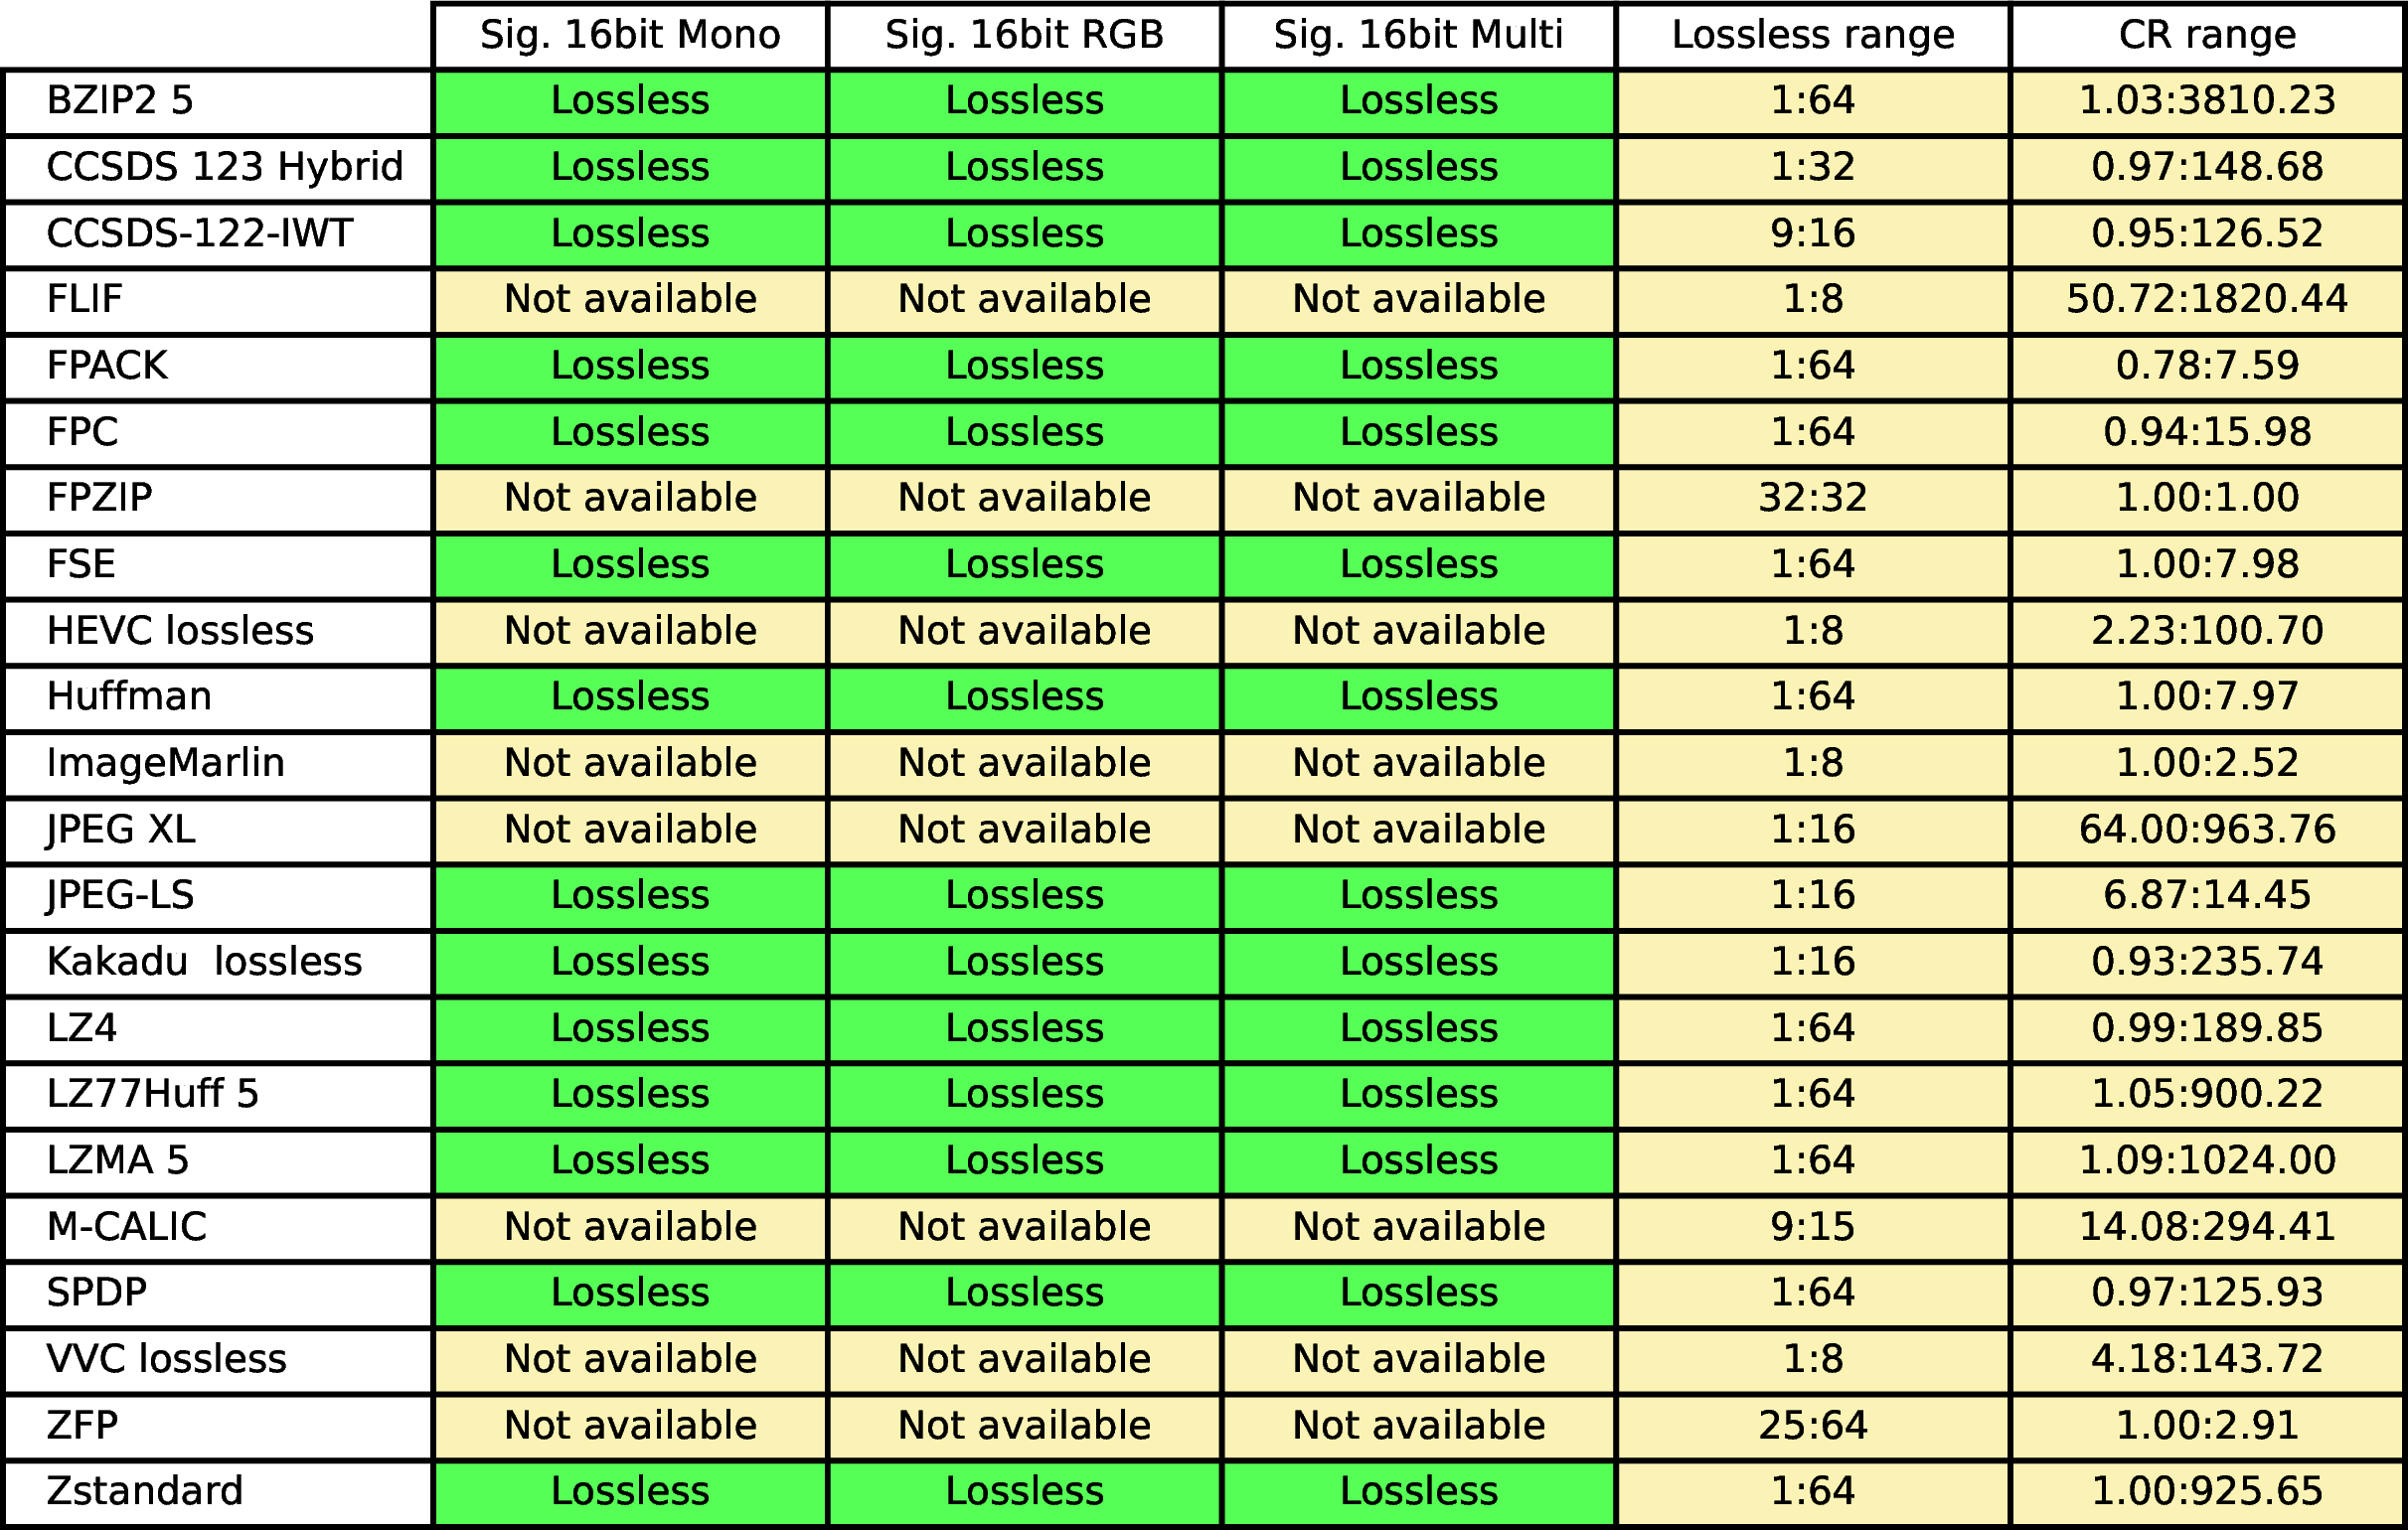 Sig. 16bit Mono Sig. 16bit RGB Sig. 16bit Multi Lossless range CR range
BZIP2 5 Lossless Lossless Lossless 1:64 1.03:3810.23
CCSDS 123 Hybrid Lossless Lossless Lossless 1:32 0.97:148.68
CCSDS-122-IWT Lossless Lossless Lossless 9:16 0.95:126.52
FLIF Not available Not available Not available 1:8 50.72:1820.44
FPACK Lossless Lossless Lossless 1:64 0.78:7.59
FPC Lossless Lossless Lossless 1:64 0.94:15.98
FPZIP Not available Not available Not available 32:32 1.00:1.00
FSE Lossless Lossless Lossless 1:64 1.00:7.98
HEVC lossless Not available Not available Not available 1:8 2.23:100.70
Huffman Lossless Lossless Lossless 1:64 1.00:7.97
ImageMarlin Not available Not available Not available 1:8 1.00:2.52
JPEG XL Not available Not available Not available 1:16 64.00:963.76
JPEG-LS Lossless Lossless Lossless 1:16 6.87:14.45
Kakadu  lossless Lossless Lossless Lossless 1:16 0.93:235.74
LZ4 Lossless Lossless Lossless 1:64 0.99:189.85
LZ77Huff 5 Lossless Lossless Lossless 1:64 1.05:900.22
LZMA 5 Lossless Lossless Lossless 1:64 1.09:1024.00
M-CALIC Not available Not available Not available 9:15 14.08:294.41
SPDP Lossless Lossless Lossless 1:64 0.97:125.93
VVC lossless Not available Not available Not available 1:8 4.18:143.72
ZFP Not available Not available Not available 25:64 1.00:2.91
Zstandard Lossless Lossless Lossless 1:64 1.00:925.65